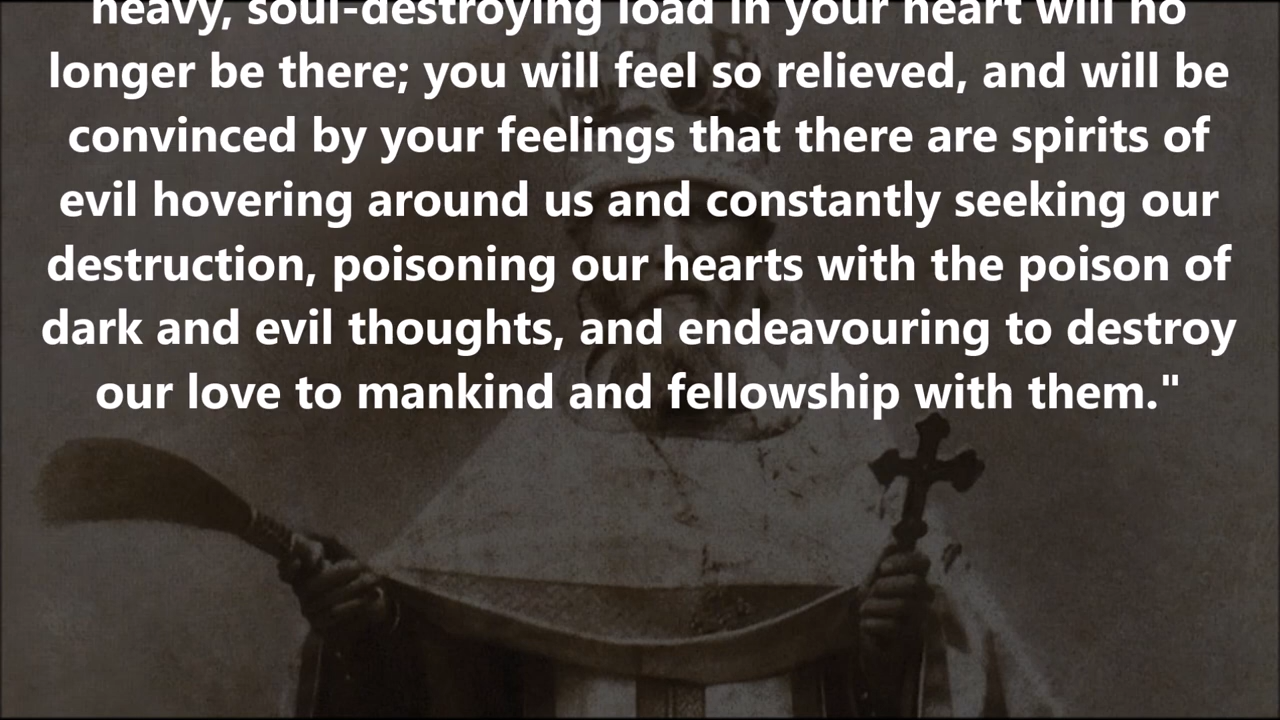 heavy, soul-destroying load in your heart will no
longer be there; you will feel so relieved, and will be
convinced by your feelings that there are spirits of
evil hovering around us and constantly seeking our
destruction, poisoning our hearts with the poison of
dark and evil thoughts, and endeavouring to destroy
our love to mankind and fellowship with them."